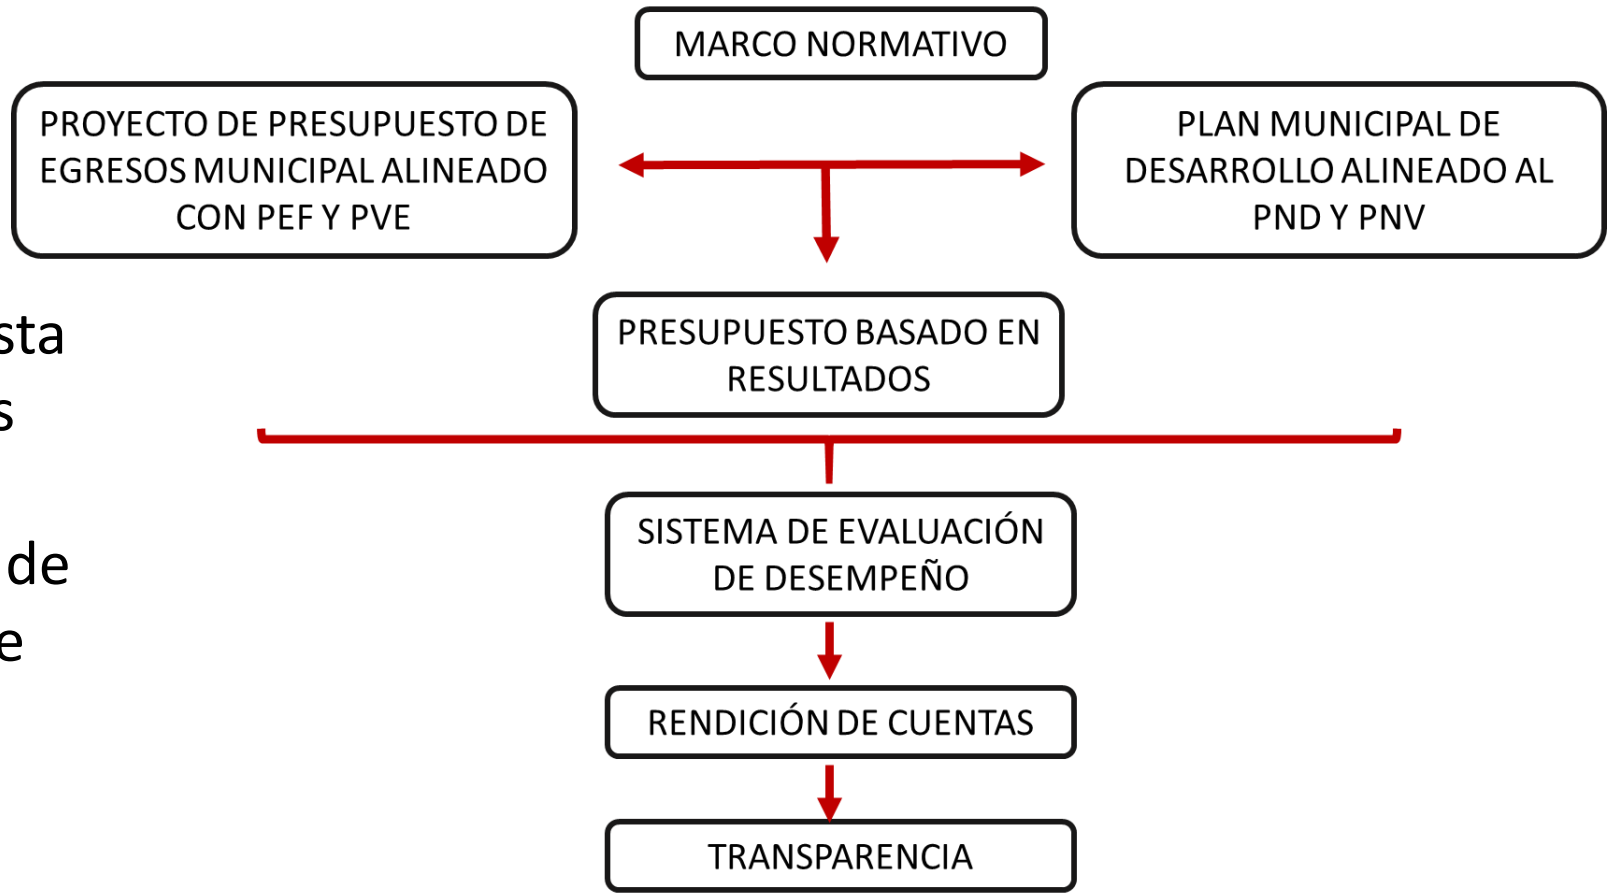 MARCO NORMATIVO
PROYECTO DE PRESUPUESTO DE
EGRESOS MUNICIPAL ALINEADO
CON PEF Y PVE
PLAN MUNICIPAL DE
DESARROLLO ALINEADO AL
PND Y PNV
PRESUPUESTO BASADO EN
RESULTADOS
SISTEMA DE EVALUACIÓN
DE DESEMPEÑO
RENDICIÓN DE CUENTAS
TRANSPARENCIA
de